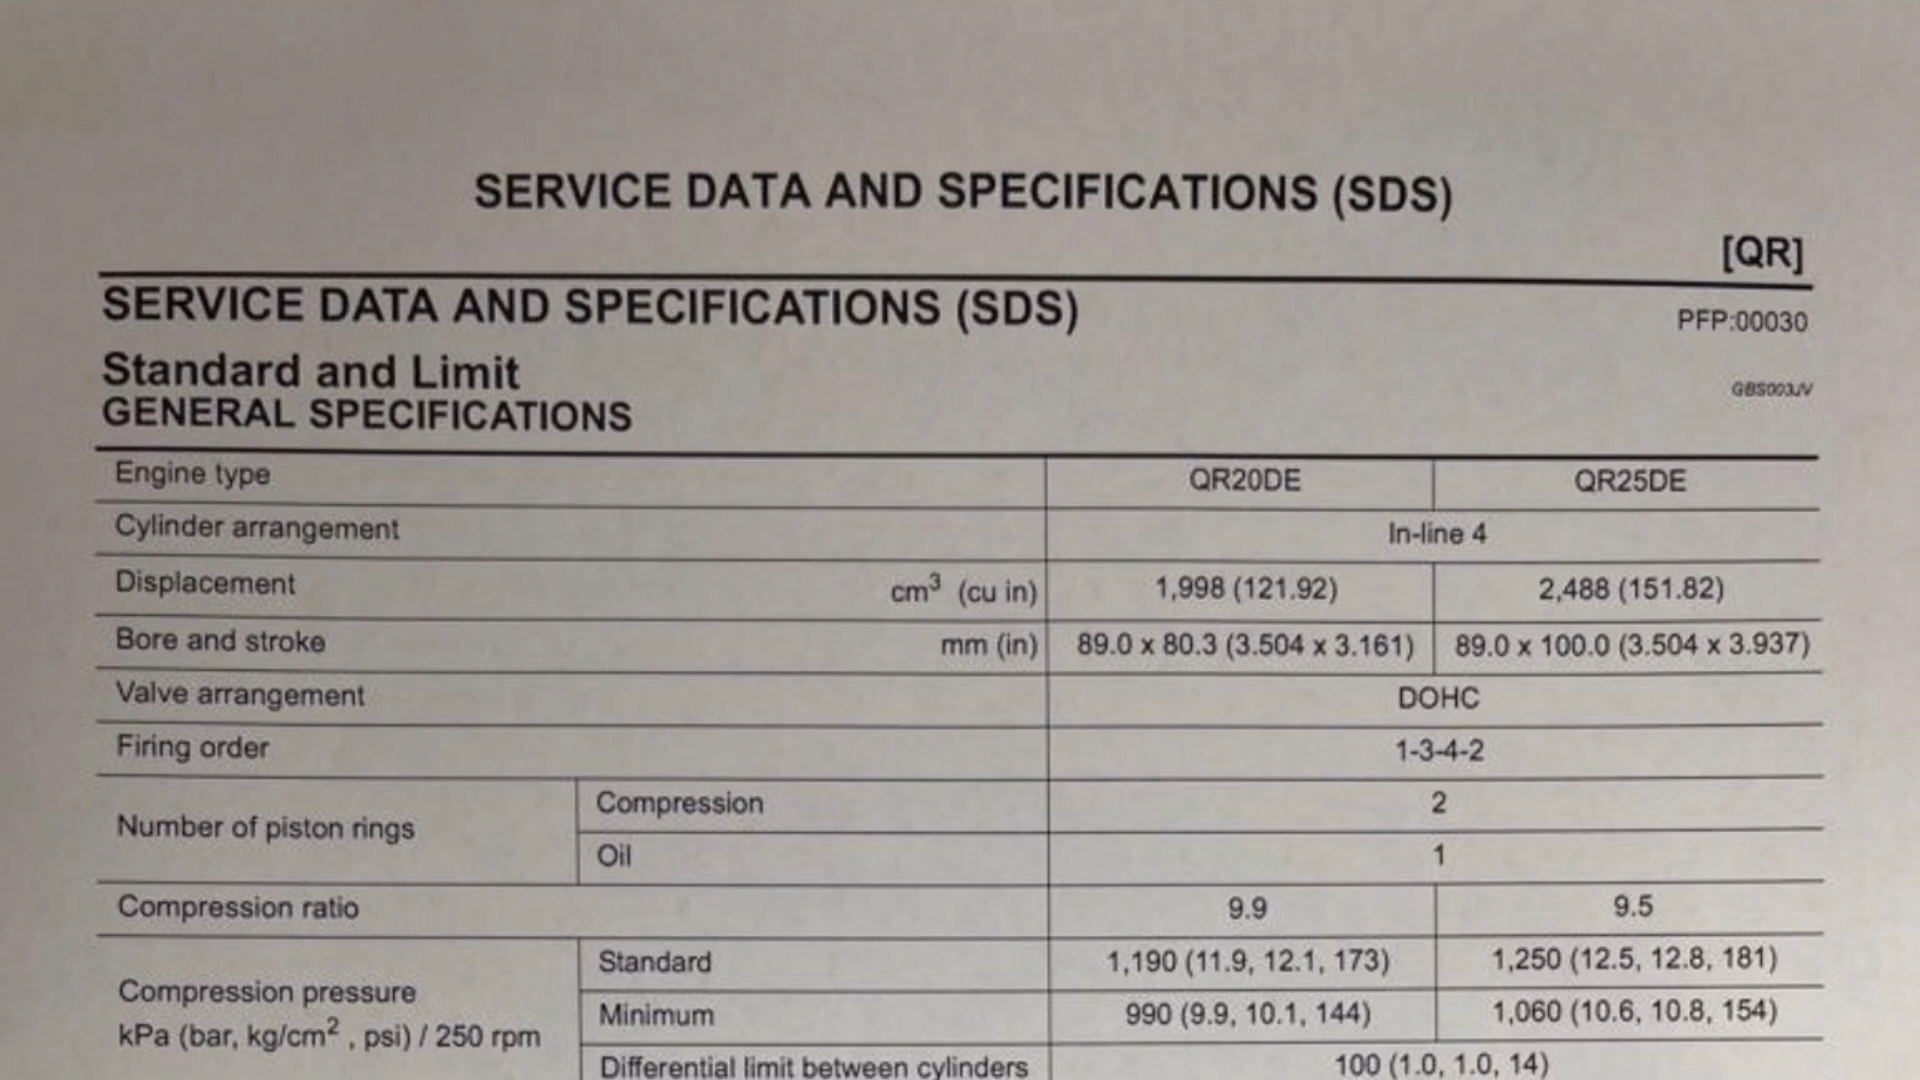 SERVICE DATA AND SPECIFICATIONS (SDS)
[QR]
SERVICE DATA AND SPECIFICATIONS (SDS) PFP:00030
Standard and Limit GBS003JV
GENERAL SPECIFICATIONS
Engine type QR20DE QR25DE
Cylinder arrangement In-line 4
Displacement cm³ (cu in) 1,998 (121.92) 2,488 (151.82)
Bore and stroke mm (in) 89.0 x 80.3 (3.504 x 3.161) 89.0 x 100.0 (3.504 x 3.937)
Valve arrangement DOHC
Firing order 1-3-4-2
Number of piston rings
Compression 2
Oil 1
Compression ratio 9.9 9.5
Compression pressure
kPa (bar, kg/cm² , psi) / 250 rpm
Standard 1,190 (11.9, 12.1, 173) 1,250 (12.5, 12.8, 181)
Minimum 990 (9.9, 10.1, 144) 1,060 (10.6, 10.8, 154)
Differential limit between cylinders 100 (1.0, 1.0, 14)